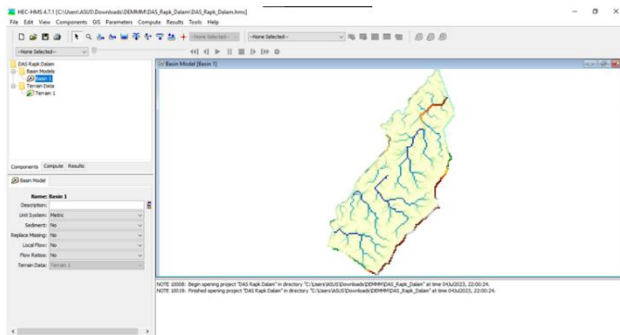 HEC-HMS 4.7.1 [C:\Users\ASUS\Downloads\DEMMM\DAS_Rapk_Dalam\DAS_Rapk_Dalam.hms]
File Edit View Components GIS Parameters Compute Results Tools Help
--None Selected-- --None Selected--
--None Selected--
DAS Rapk Dalam
Basin Models
Basin 1
Terrain Data
Terrain 1
Components Compute Results
Basin Model [Basin 1]
Basin Model
Name: Basin 1
Description:
Unit System: Metric
Sediment: No
Replace Missing: No
Local Flow: No
Flow Ratios: No
Terrain Data: Terrain 1
NOTE 10008: Begin opening project "DAS Rapk Dalam" in directory "C:\Users\ASUS\Downloads\DEMMM\DAS_Rapk_Dalam" at time 04Jul2023, 22:00:24.
NOTE 10019: Finished opening project "DAS Rapk Dalam" in directory "C:\Users\ASUS\Downloads\DEMMM\DAS_Rapk_Dalam" at time 04Jul2023, 22:00:24.